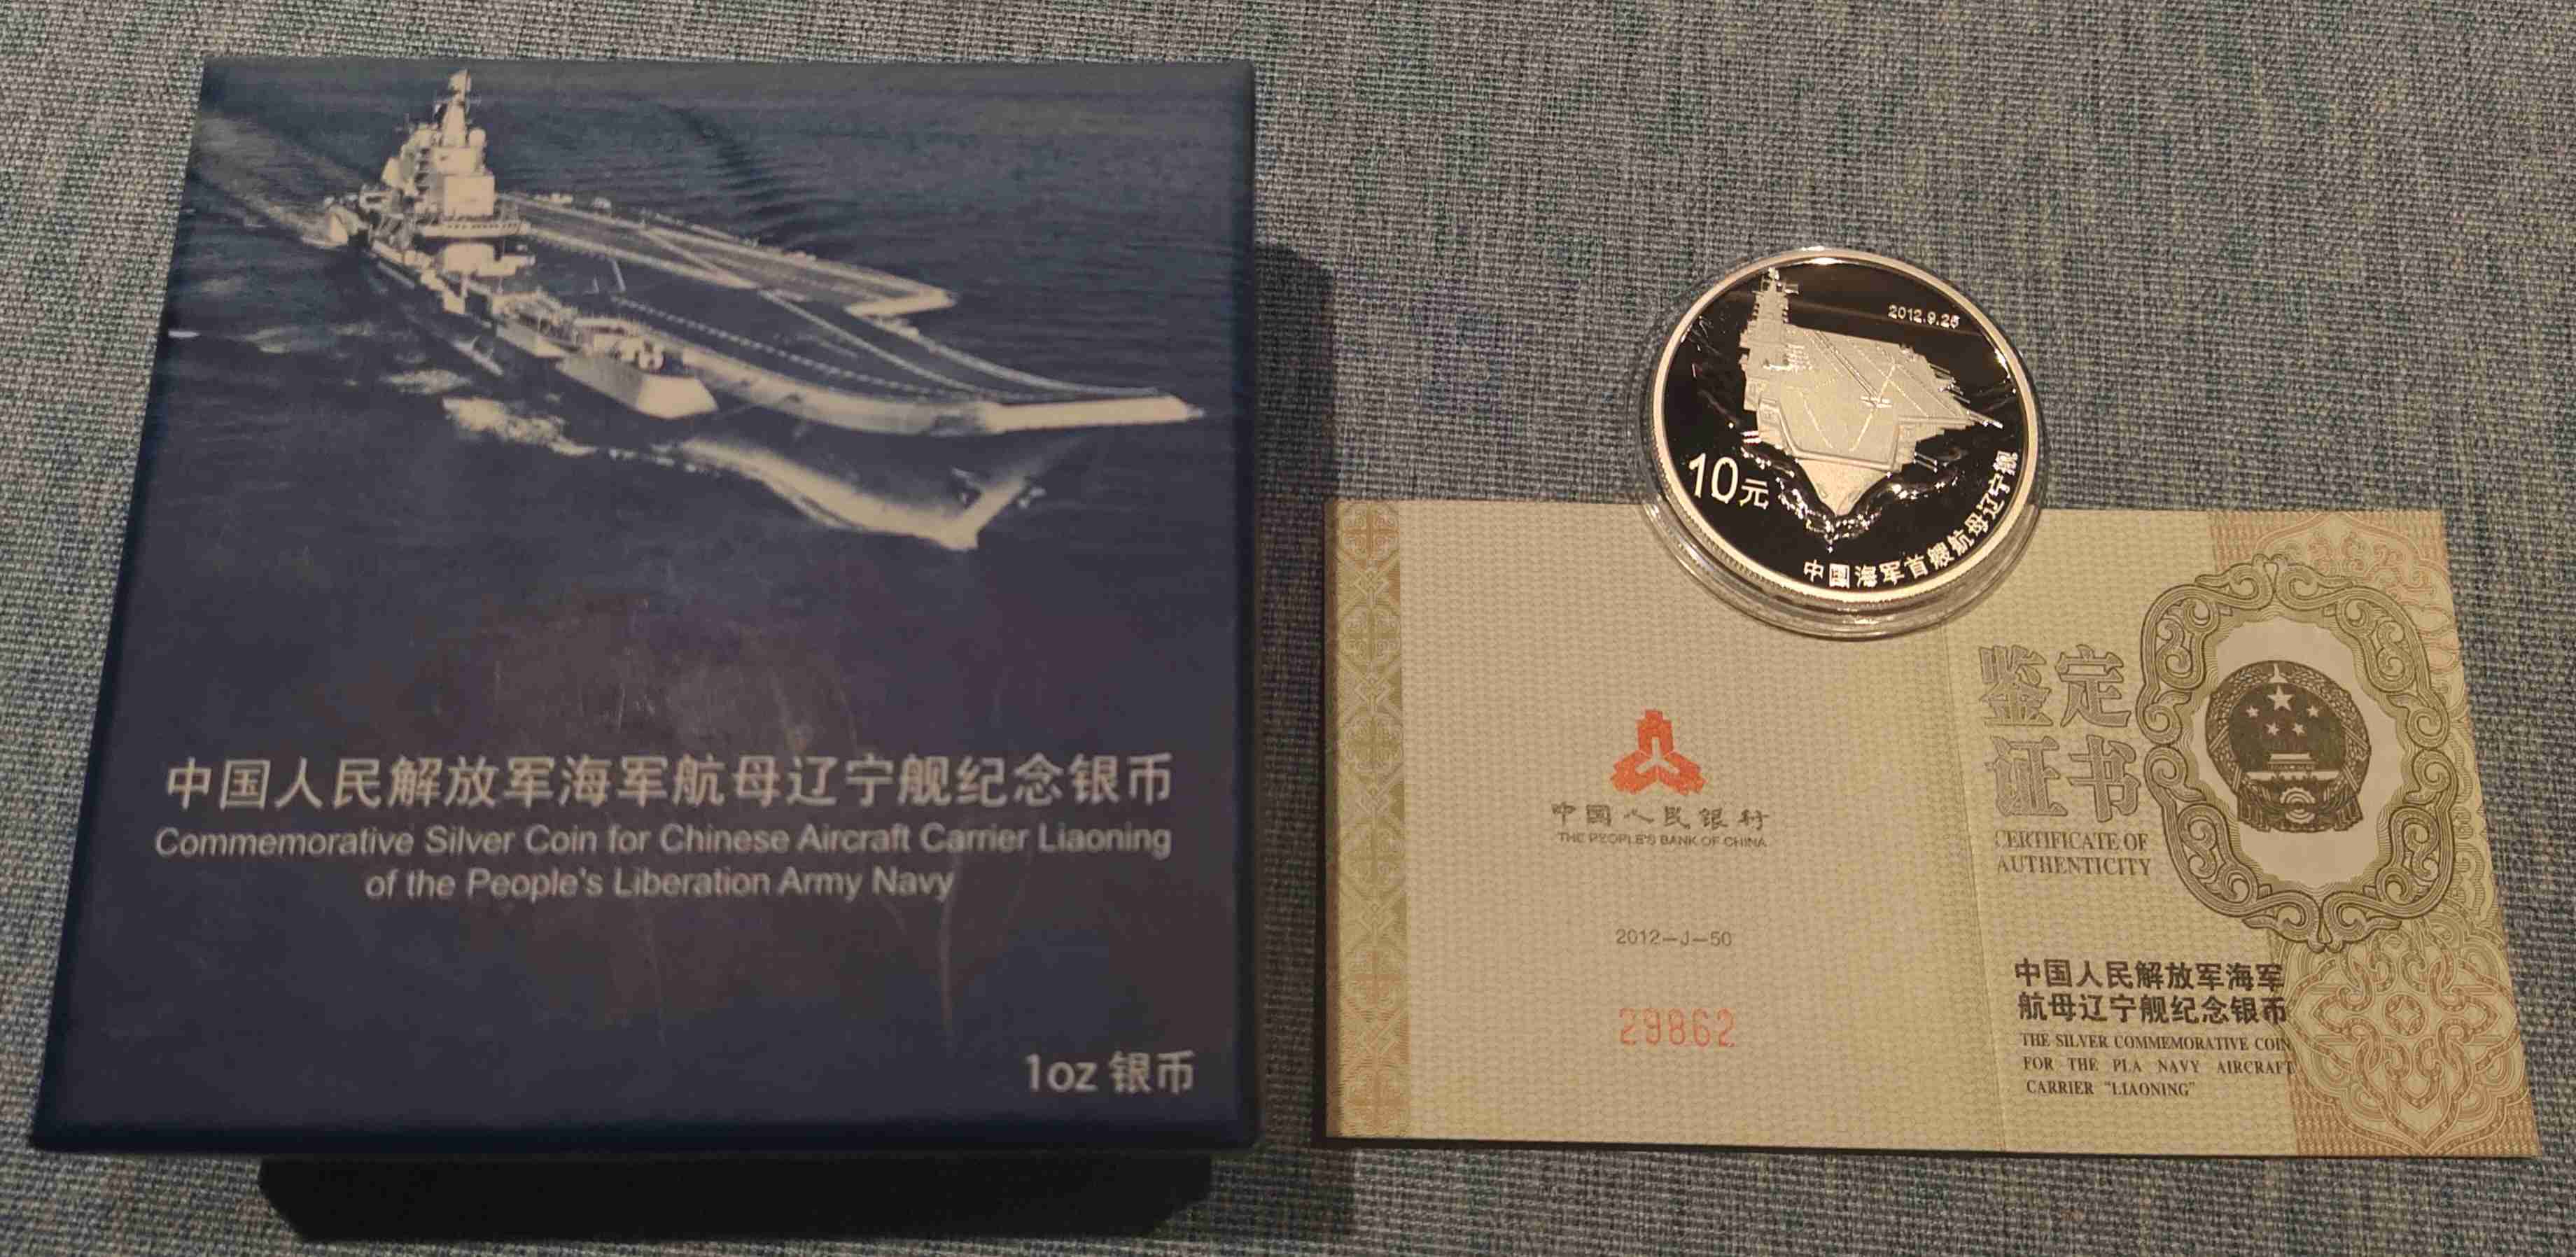 中国人民解放军海军航母辽宁舰纪念银币
Commemorative Silver Coin for Chinese Aircraft Carrier Liaoning
of the People's Liberation Army Navy
1oz 银币
2012.9.25
10元
中国海军首艘航母辽宁舰
中国人民银行
THE PEOPLE'S BANK OF CHINA
2012-J-50
29862
鉴定
证书
CERTIFICATE OF
AUTHENTICITY
中国人民解放军海军
航母辽宁舰纪念银币
THE SILVER COMMEMORATIVE COIN
FOR THE PLA NAVY AIRCRAFT
CARRIER "LIAONING"